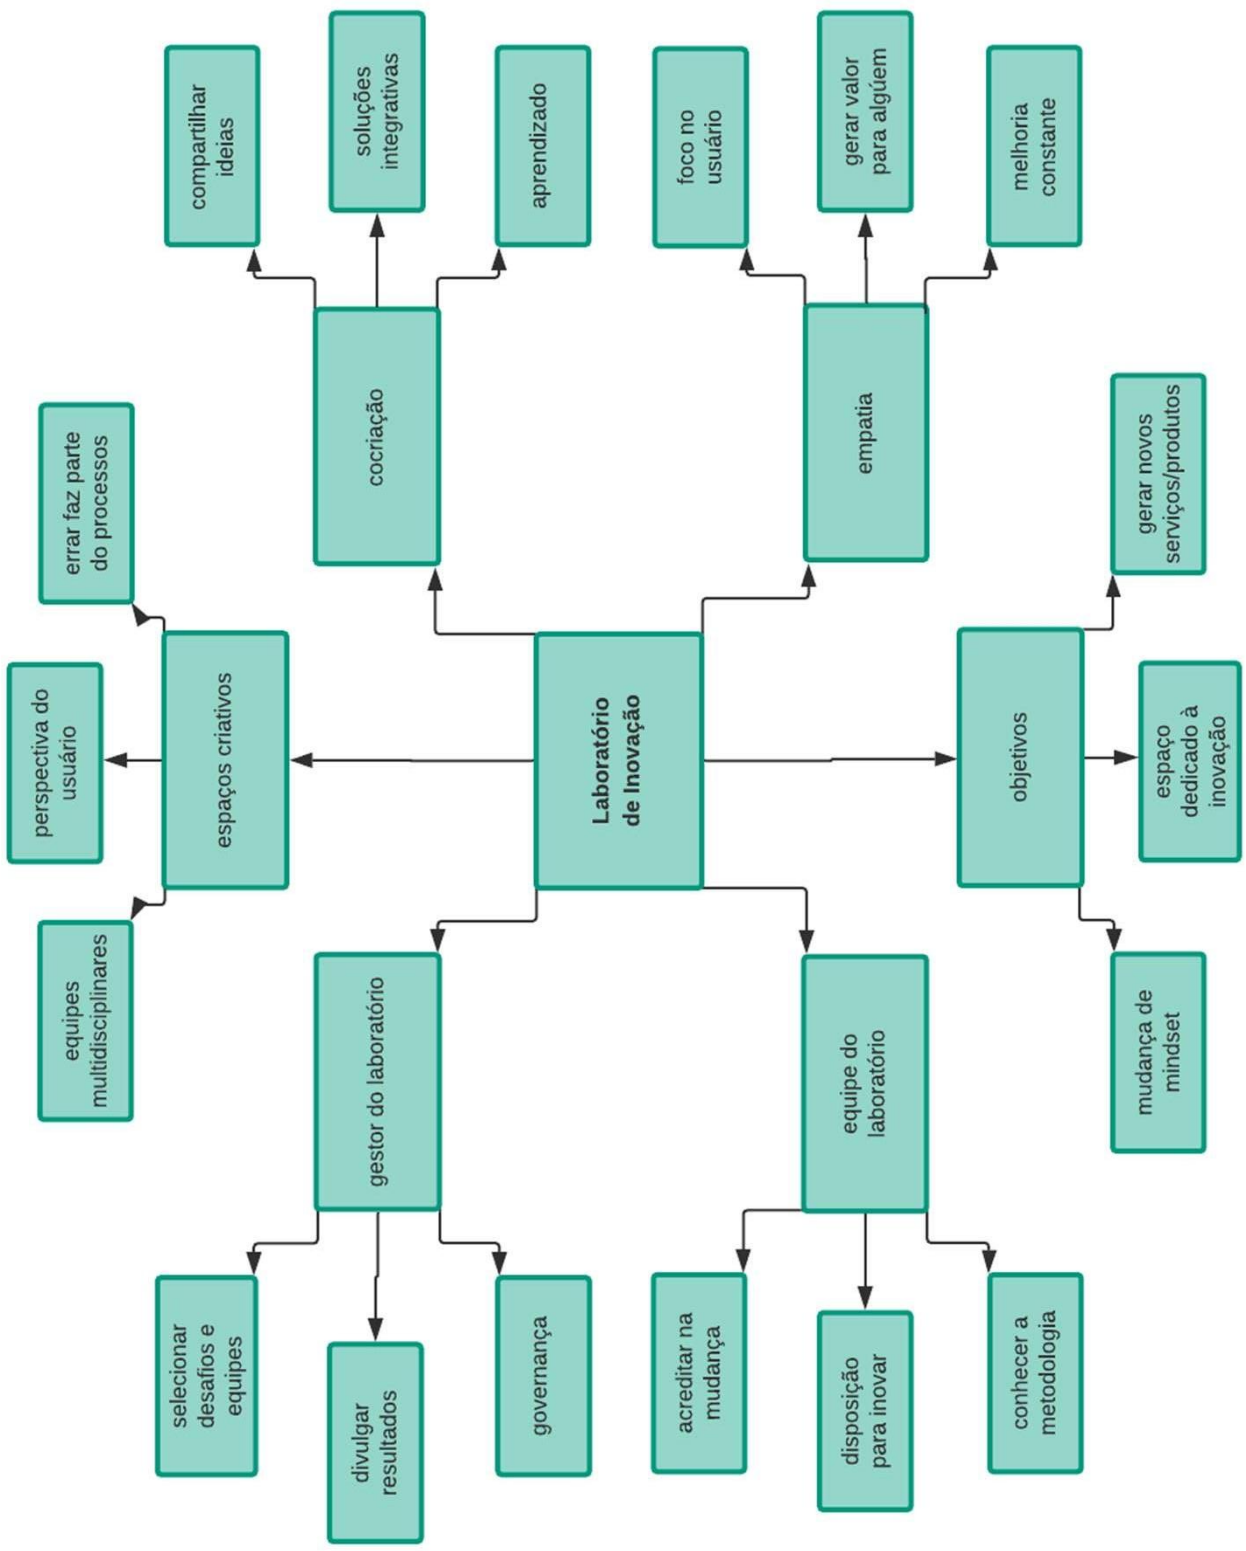 equipes
multidisciplinares
perspectiva do
usuário
errar faz parte
do processos
espaços criativos
selecionar
desafios e
equipes
divulgar
resultados
governança
gestor do laboratório
cocriação
compartilhar
ideias
soluções
integrativas
aprendizado
Laboratório
de Inovação
acreditar na
mudança
disposição
para inovar
conhecer a
metodologia
equipe do
laboratório
empatia
foco no
usuário
gerar valor
para algúem
melhoria
constante
objetivos
mudança de
mindset
espaço
dedicado à
inovação
gerar novos
serviços/produtos